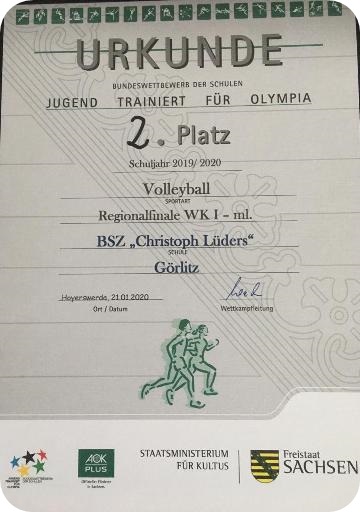 URKUNDE
BUNDESWETTBEWERB DER SCHULEN
JUGEND TRAINIERT FÜR OLYMPIA
2. Platz
Schuljahr 2019/ 2020
Volleyball
SPORTART
Regionalfinale WK I – ml.
BSZ „Christoph Lüders“
SCHULE
Görlitz
Hoyerswerda, 21.01.2020
Ort / Datum
Wettkampfleitung
AOK
PLUS
STAATSMINISTERIUM
FÜR KULTUS
Freistaat
SACHSEN